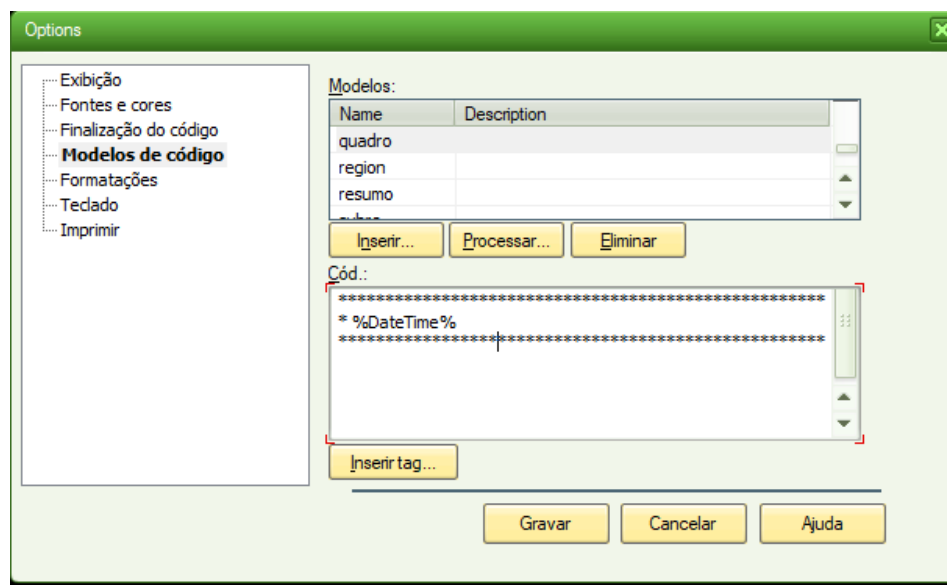 Options
Exibição
Fontes e cores
Finalização do código
Modelos de código
Formatações
Teclado
Imprimir
Modelos:
Name Description
quadro
region
resumo
Inserir... Processar... Eliminar
Cód.:
****************************************************
* %DateTime%
****************************************************
Inserir tag...
Gravar Cancelar Ajuda